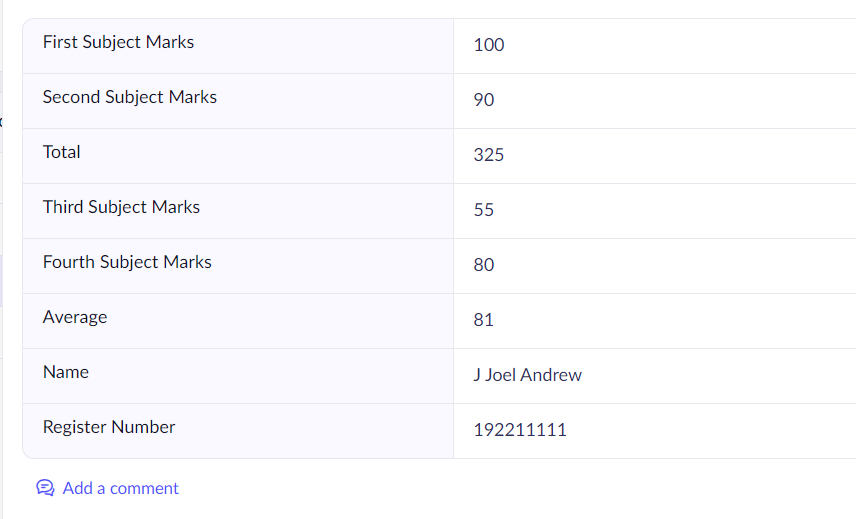 First Subject Marks 100
Second Subject Marks 90
Total 325
Third Subject Marks 55
Fourth Subject Marks 80
Average 81
Name J Joel Andrew
Register Number 192211111
Add a comment